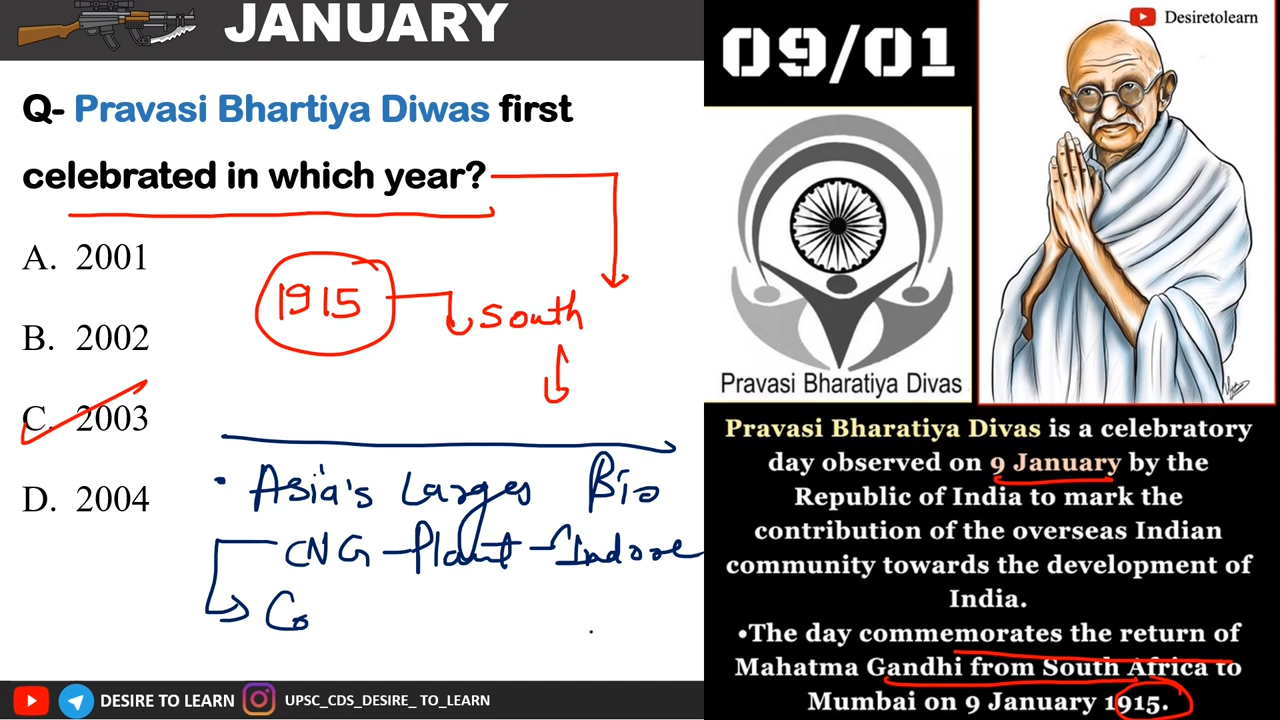 JANUARY
Q- Pravasi Bhartiya Diwas first
celebrated in which year?
A. 2001
B. 2002
C. 2003
D. 2004
1915
South
• Asia's Larges Bio
CNG - Plant - Indore
Co
DESIRE TO LEARN
UPSC_CDS_DESIRE_ TO_LEARN
09/01
Desiretolearn
Pravasi Bharatiya Divas
Pravasi Bharatiya Divas is a celebratory
day observed on 9 January by the
Republic of India to mark the
contribution of the overseas Indian
community towards the development of
India.
•The day commemorates the return of
Mahatma Gandhi from South Africa to
Mumbai on 9 January 1915.